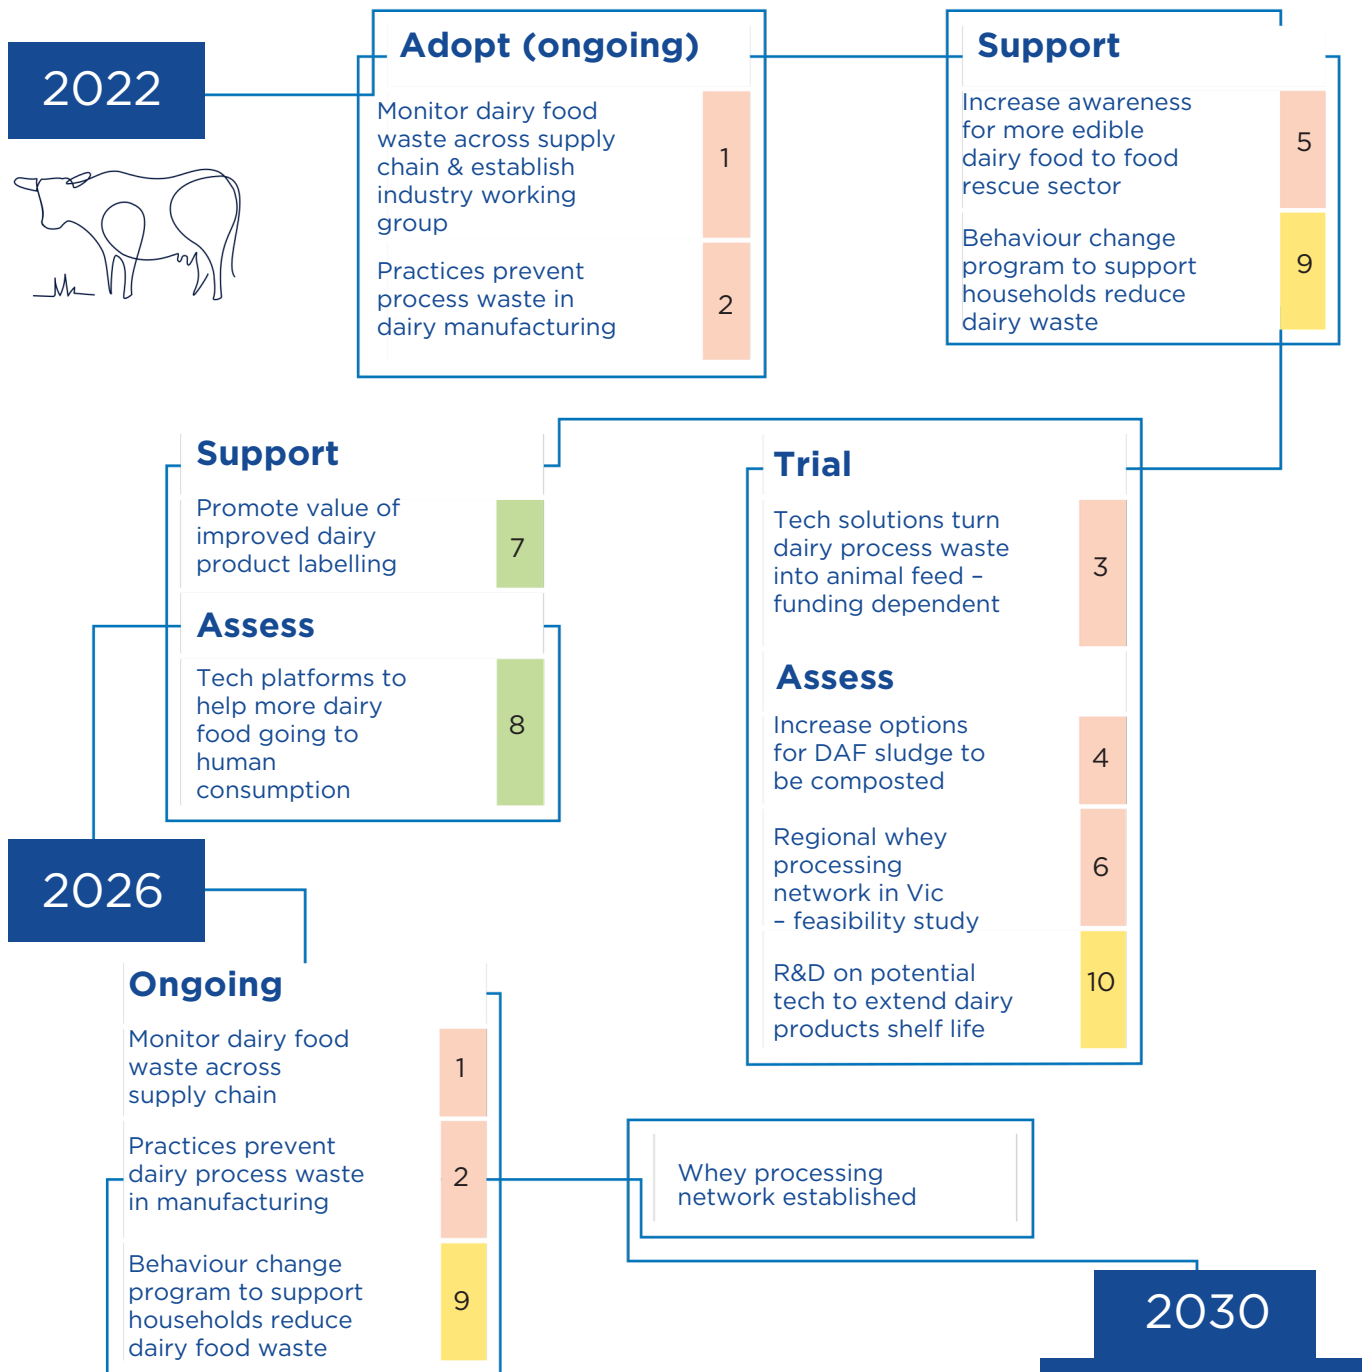 2022
Adopt (ongoing)
Monitor dairy food
waste across supply
chain & establish
industry working
group
1
Practices prevent
process waste in
dairy manufacturing
2
Support
Increase awareness
for more edible
dairy food to food
rescue sector
5
Behaviour change
program to support
households reduce
dairy waste
9
Trial
Tech solutions turn
dairy process waste
into animal feed –
funding dependent
3
Assess
Increase options
for DAF sludge to
be composted
4
Regional whey
processing
network in Vic
– feasibility study
6
R&D on potential
tech to extend dairy
products shelf life
10
Support
Promote value of
improved dairy
product labelling
7
Assess
Tech platforms to
help more dairy
food going to
human
consumption
8
2026
Ongoing
Monitor dairy food
waste across
supply chain
1
Practices prevent
dairy process waste
in manufacturing
2
Behaviour change
program to support
households reduce
dairy food waste
9
Whey processing
network established
2030